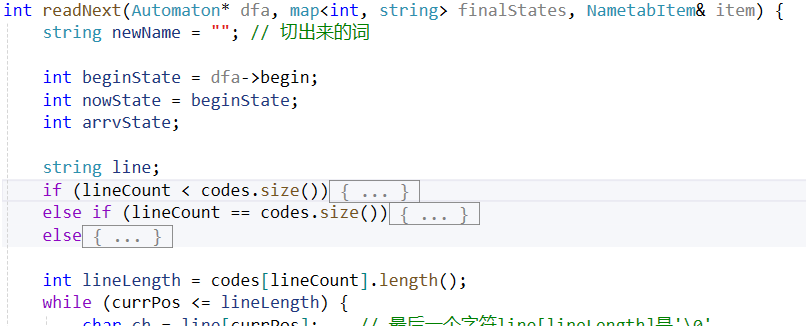 int readNext(Automaton* dfa, map<int, string> finalStates, NametabItem& item) {
string newName = ""; // 切出来的词
int beginState = dfa->begin;
int nowState = beginState;
int arrvState;
string line;
if (lineCount < codes.size()){ ... }
else if (lineCount == codes.size()){ ... }
else{ ... }
int lineLength = codes[lineCount].length();
while (currPos <= lineLength) {
char ch = line[currPos]; // 最后一个字符line[lineLength]是'\0'